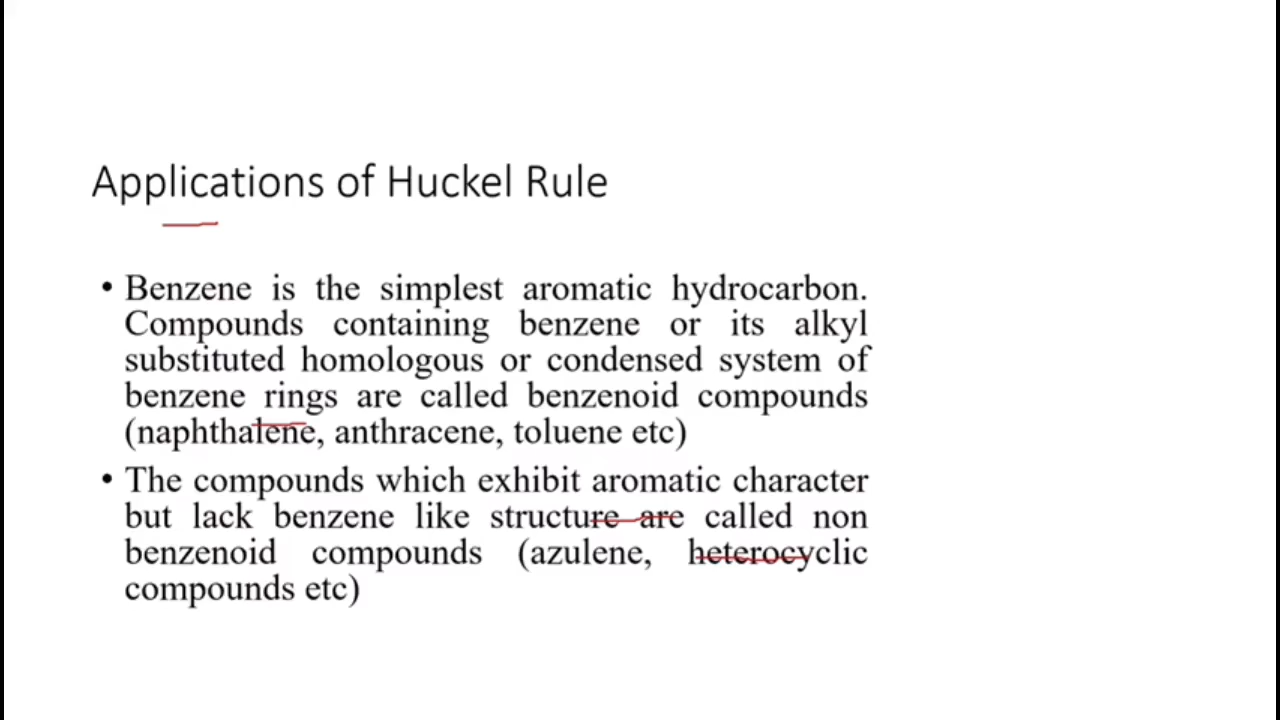 Applications of Huckel Rule
• Benzene is the simplest aromatic hydrocarbon.
Compounds containing benzene or its alkyl
substituted homologous or condensed system of
benzene rings are called benzenoid compounds
(naphthalene, anthracene, toluene etc)
• The compounds which exhibit aromatic character
but lack benzene like structure are called non
benzenoid compounds (azulene, heterocyclic
compounds etc)